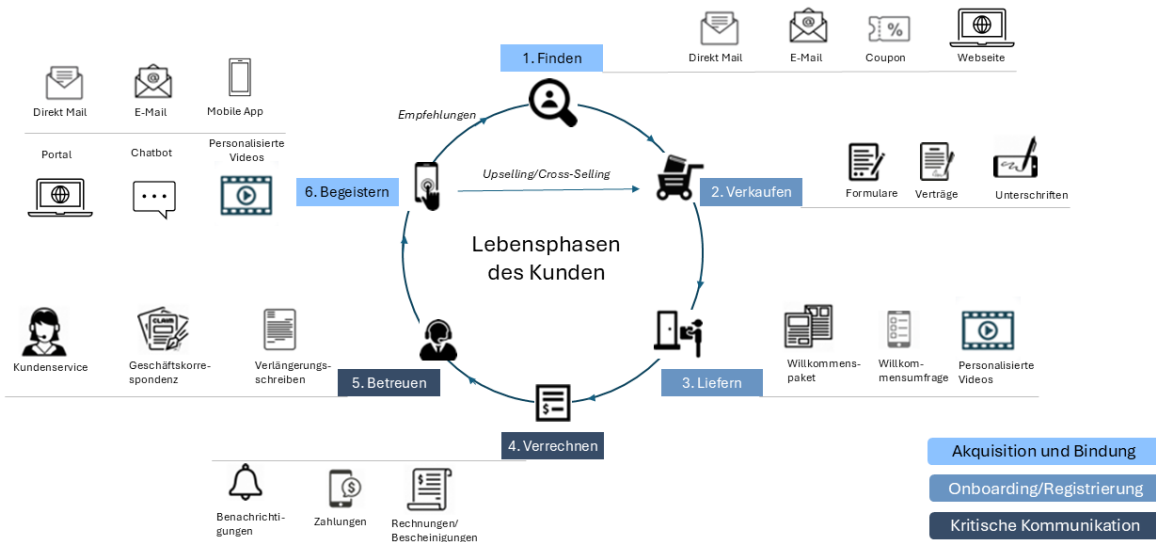 1. Finden
Direkt Mail
E-Mail
Coupon
Webseite
Direkt Mail
E-Mail
Mobile App
Empfehlungen
Portal
Chatbot
Personalisierte
Videos
6. Begeistern
Upselling/Cross-Selling
2. Verkaufen
Formulare
Verträge
Unterschriften
Lebensphasen
des Kunden
CLAIM
Kundenservice
Geschäftskorre-
spondenz
Verlängerungs-
schreiben
5. Betreuen
3. Liefern
Willkommens-
paket
Willkom-
mensumfrage
Personalisierte
Videos
4. Verrechnen
Benachrichti-
gungen
Zahlungen
Rechnungen/
Bescheinigungen
Akquisition und Bindung
Onboarding/Registrierung
Kritische Kommunikation